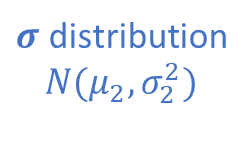 σ distribution
N(μ₂, σ₂²)